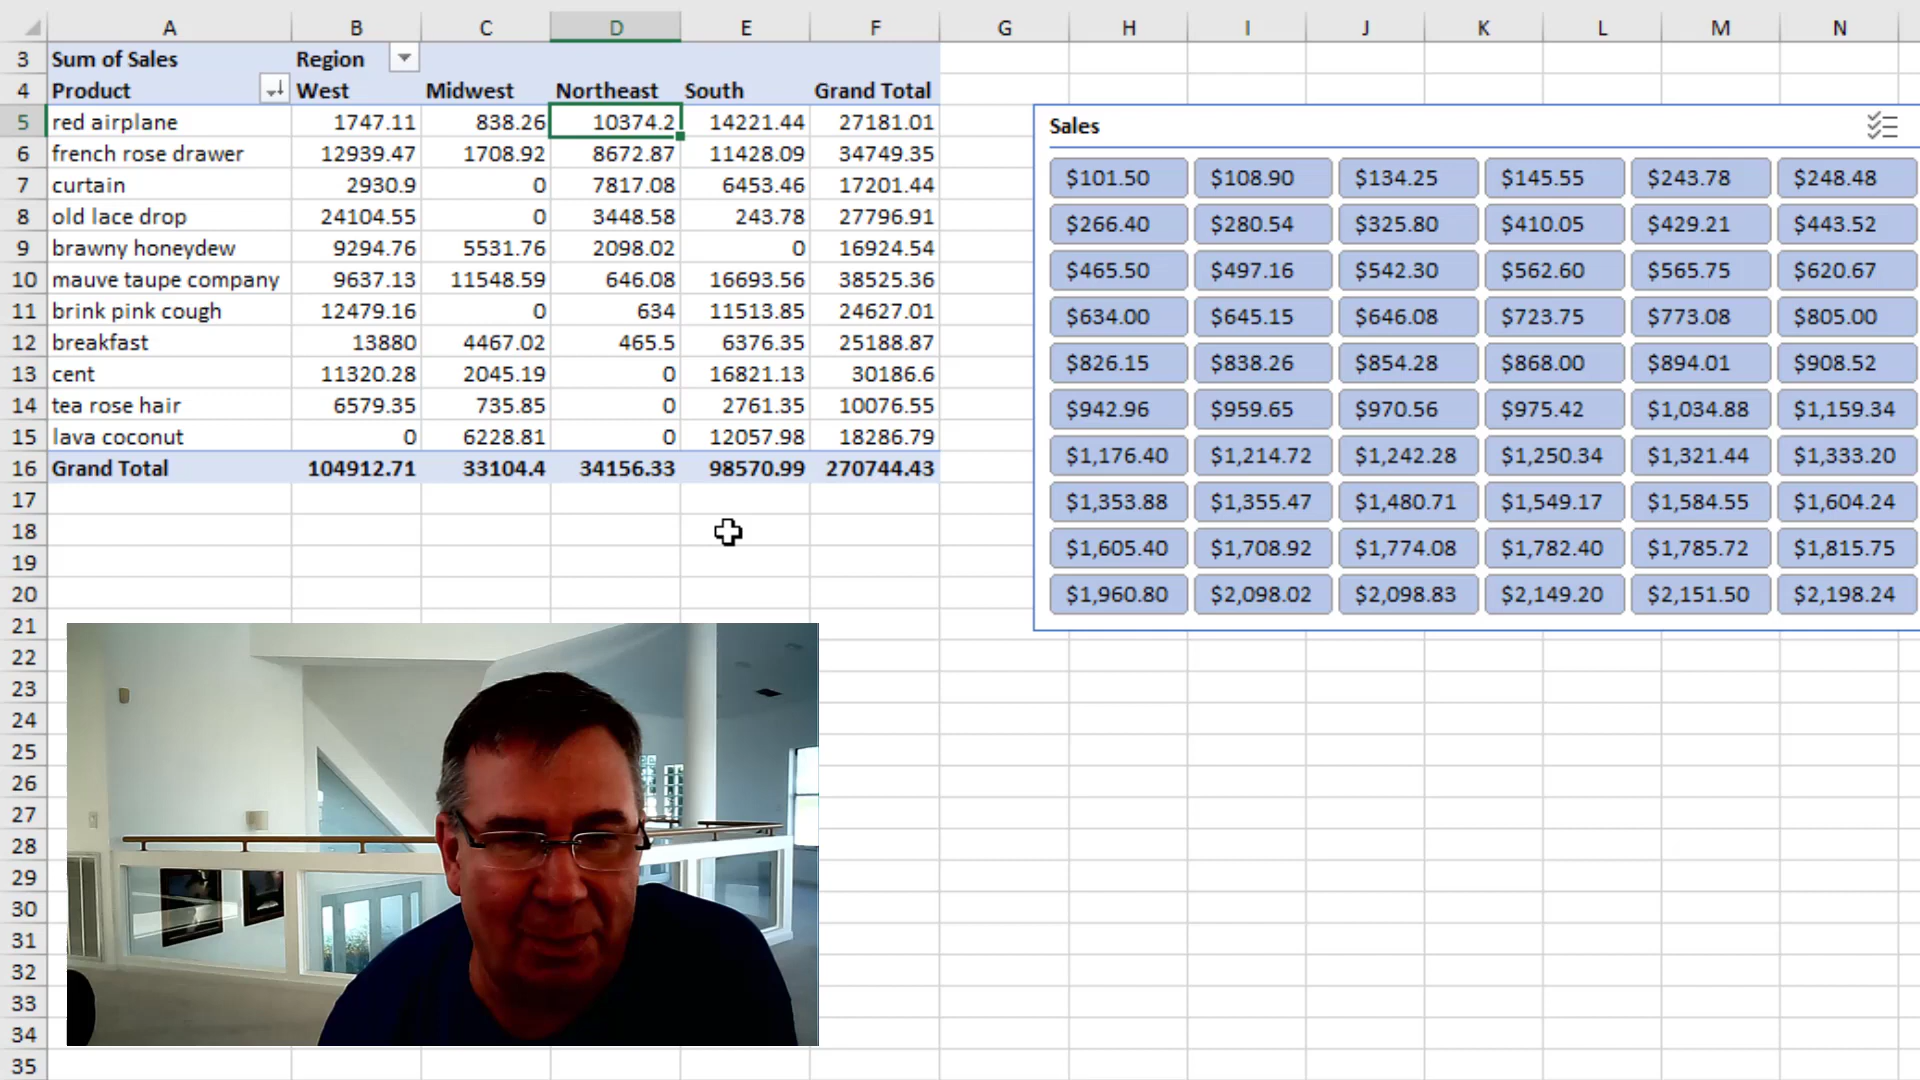 A B C D E F G H I J K L M N
3 Sum of Sales Region
4 Product West Midwest Northeast South Grand Total
5 red airplane 1747.11 838.26 10374.2 14221.44 27181.01
6 french rose drawer 12939.47 1708.92 8672.87 11428.09 34749.35
7 curtain 2930.9 0 7817.08 6453.46 17201.44
8 old lace drop 24104.55 0 3448.58 243.78 27796.91
9 brawny honeydew 9294.76 5531.76 2098.02 0 16924.54
10 mauve taupe company 9637.13 11548.59 646.08 16693.56 38525.36
11 brink pink cough 12479.16 0 634 11513.85 24627.01
12 breakfast 13880 4467.02 465.5 6376.35 25188.87
13 cent 11320.28 2045.19 0 16821.13 30186.6
14 tea rose hair 6579.35 735.85 0 2761.35 10076.55
15 lava coconut 0 6228.81 0 12057.98 18286.79
16 Grand Total 104912.71 33104.4 34156.33 98570.99 270744.43
17
18
19
20
21
22
23
24
25
26
27
28
29
30
31
32
33
34
35
Sales
$101.50 $108.90 $134.25 $145.55 $243.78 $248.48
$266.40 $280.54 $325.80 $410.05 $429.21 $443.52
$465.50 $497.16 $542.30 $562.60 $565.75 $620.67
$634.00 $645.15 $646.08 $723.75 $773.08 $805.00
$826.15 $838.26 $854.28 $868.00 $894.01 $908.52
$942.96 $959.65 $970.56 $975.42 $1,034.88 $1,159.34
$1,176.40 $1,214.72 $1,242.28 $1,250.34 $1,321.44 $1,333.20
$1,353.88 $1,355.47 $1,480.71 $1,549.17 $1,584.55 $1,604.24
$1,605.40 $1,708.92 $1,774.08 $1,782.40 $1,785.72 $1,815.75
$1,960.80 $2,098.02 $2,098.83 $2,149.20 $2,151.50 $2,198.24